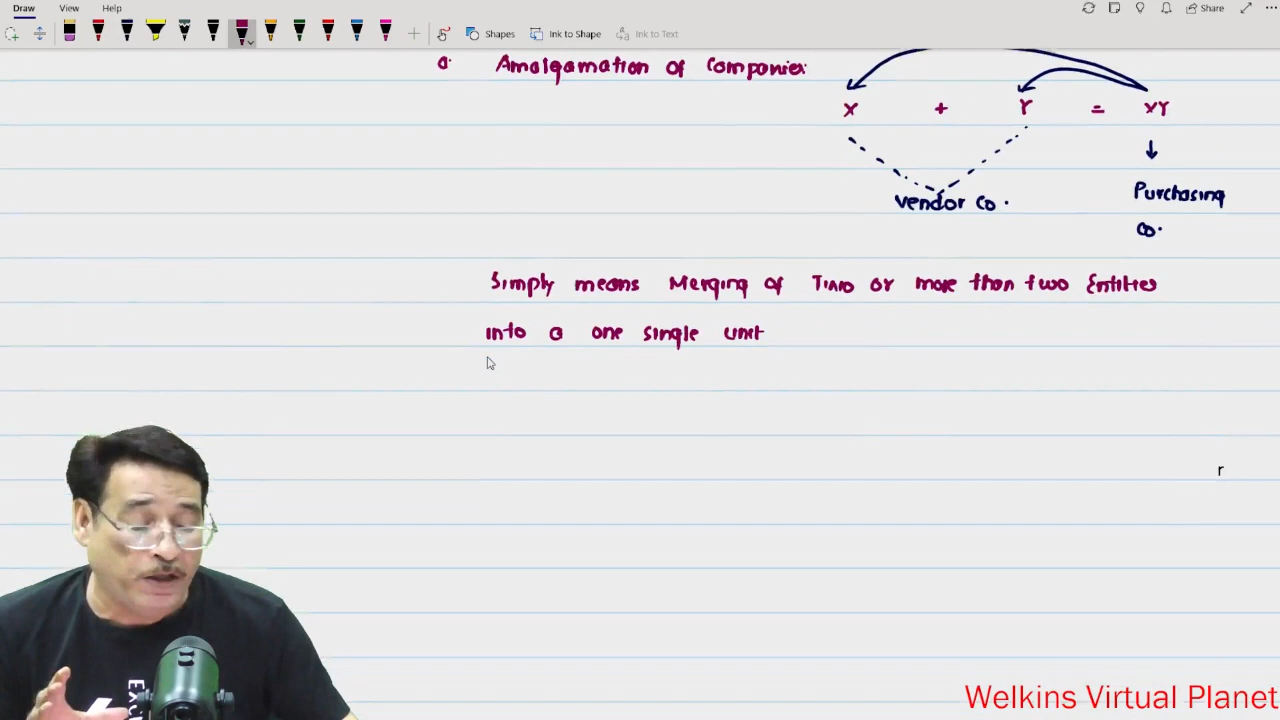 Draw View Help
Share
Shapes Ink to Shape Ink to Text
a. Amalgamation of Companies
X + Y = XY
Vendor Co.
Purchasing
Co.
Simply means Merging of Two or more than two Entities
into a one single unit
r
Welkins Virtual Planet